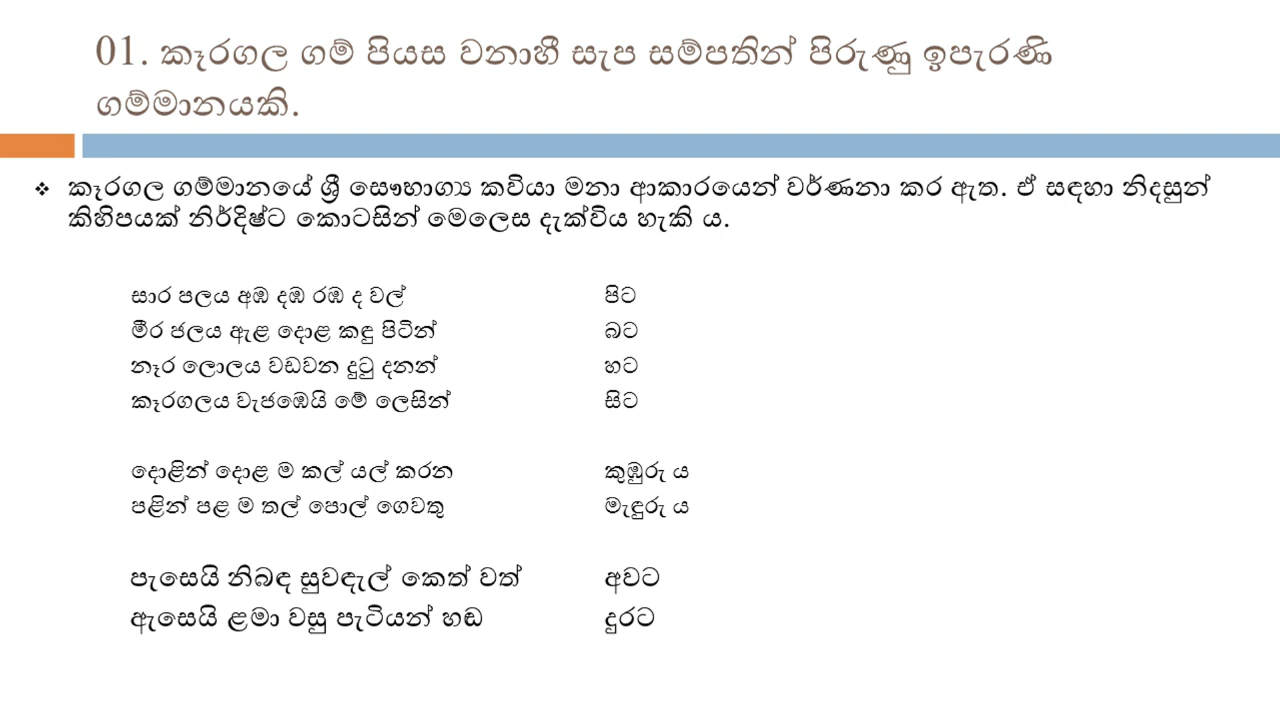 01. කෑරගල ගම් පියස වනාහී සැප සම්පතින් පිරුණු ඉපැරණි
ගම්මානයකි.
❖ කෑරගල ගම්මානයේ ශ්‍රී සෞභාග්‍ය කවියා මනා ආකාරයෙන් වර්ණනා කර ඇත. ඒ සඳහා නිදසුන්
කිහිපයක් නිර්දිෂ්ට කොටසින් මෙලෙස දැක්විය හැකි ය.
සාර පලය අඹ දඹ රඹ ද වල් පිට
මීර ජලය ඇළ දොළ කඳු පිටින් බට
නෑර ලොලය වඩවන දුටු දනන් හට
කෑරගලය වැජඹෙයි මේ ලෙසින් සිට
දොළින් දොළ ම කල් යල් කරන කුඹුරු ය
පළින් පළ ම තල් පොල් ගෙවතු මැඳුරු ය
පැසෙයි නිබඳ සුවඳැල් කෙත් වත් අවට
ඇසෙයි ළමා වසු පැටියන් හඬ දුරට